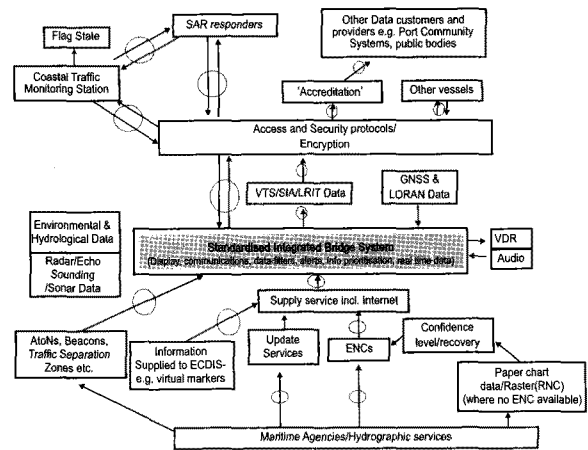 SAR responders
Other Data customers and
providers e.g. Port Community
Systems, public bodies
Flag State
Coastal Traffic
Monitoring Station
'Accreditation'
Other vessels
Access and Security protocols/
Encryption
VTS/SIA/LRIT Data
GNSS &
LORAN Data
Environmental &
Hydrological Data
Radar/Echo
Sounding
/Sonar Data
Standardised Integrated Bridge System
(Display, communications, data filters, alerts, info prioritisation, real time data)
VDR
Audio
Supply service incl. internet
AtoNs, Beacons,
Traffic Separation
Zones etc.
Information
Supplied to ECDIS-
e.g. virtual markers
Update
Services
ENCs
Confidence
level/recovery
Paper chart
data/Raster(RNC)
(where no ENC available)
Maritime Agencies/Hydrographic services